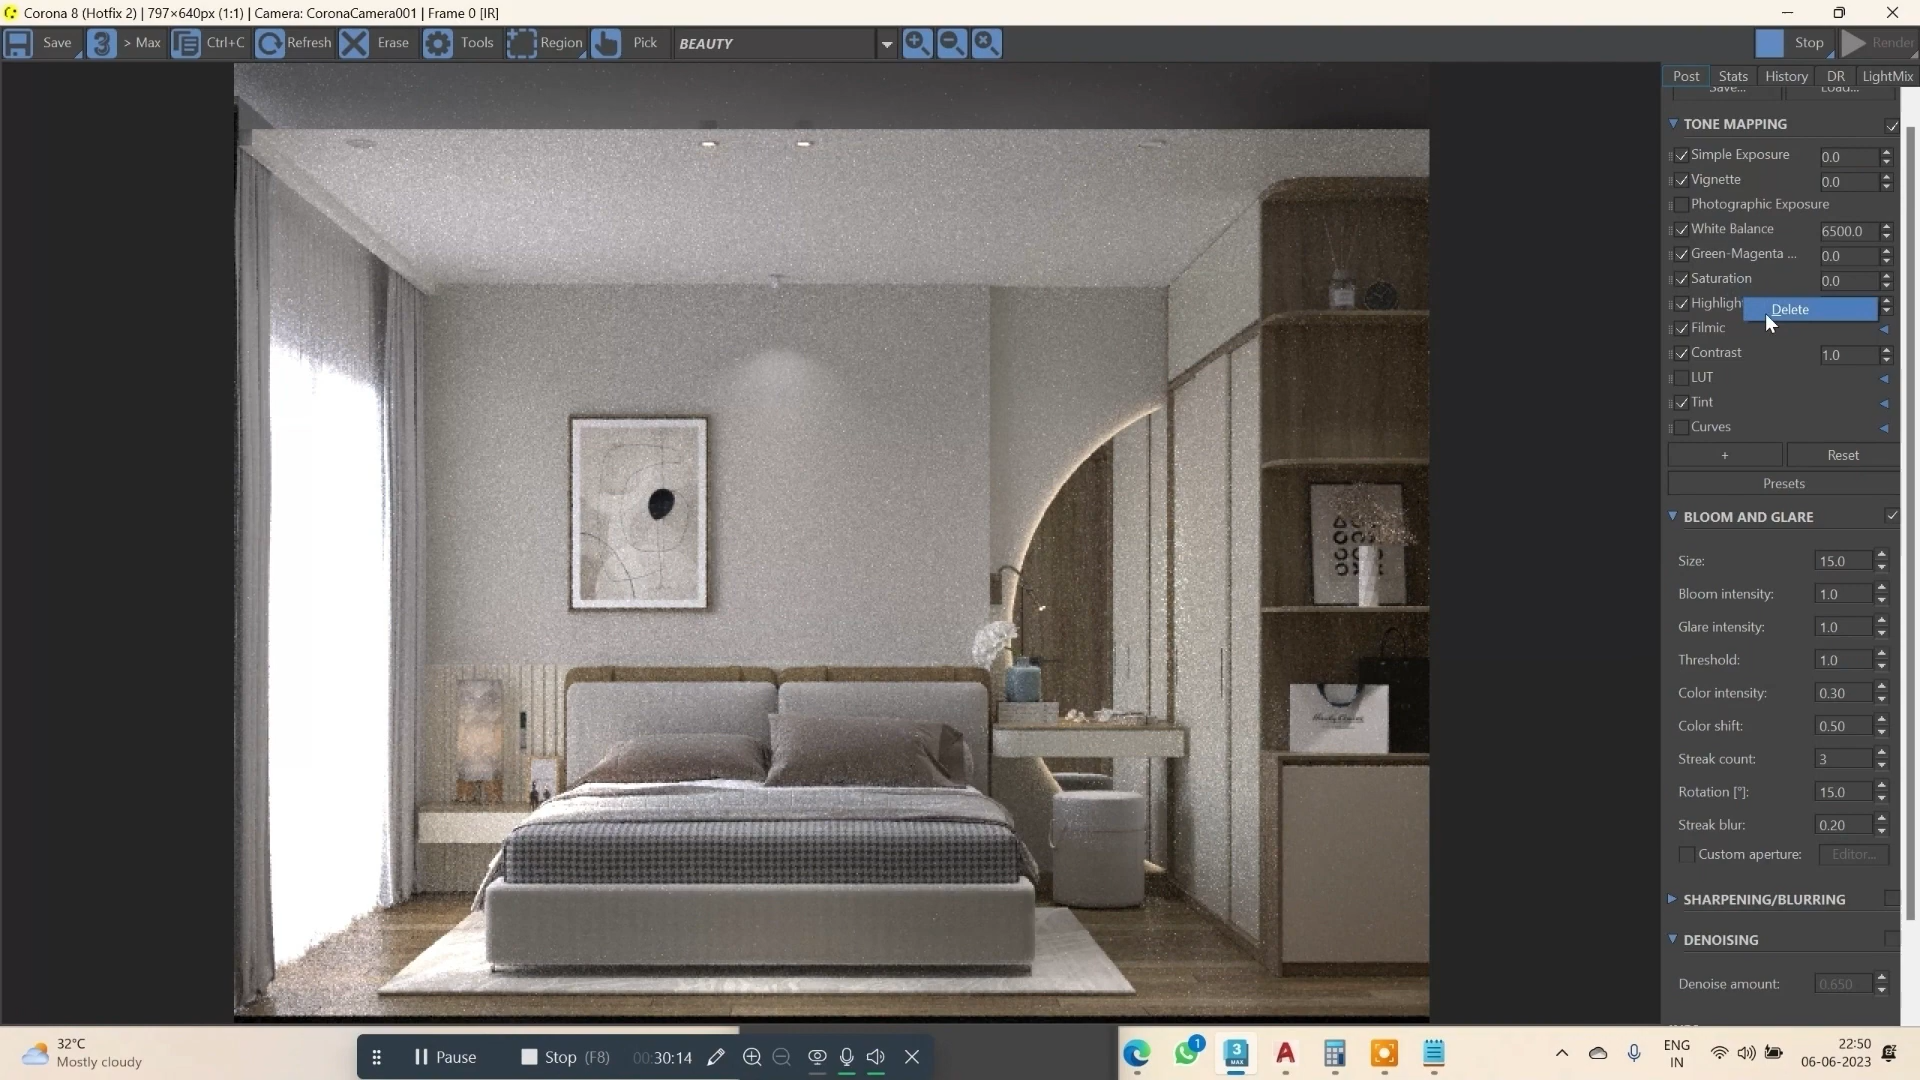 Corona 8 (Hotfix 2) | 797×640px (1:1) | Camera: CoronaCamera001 | Frame 0 [IR]
Save 3 > Max Ctrl+C Refresh Erase Tools Region Pick BEAUTY Stop Render
Post Stats History DR LightMix
Save... Load...
TONE MAPPING
Simple Exposure 0.0
Vignette 0.0
Photographic Exposure
White Balance 6500.0
Green-Magenta ... 0.0
Saturation 0.0
Highligh Delete
Filmic
Contrast 1.0
LUT
Tint
Curves
+ Reset
Presets
BLOOM AND GLARE
Size: 15.0
Bloom intensity: 1.0
Glare intensity: 1.0
Threshold: 1.0
Color intensity: 0.30
Color shift: 0.50
Streak count: 3
Rotation [°]: 15.0
Streak blur: 0.20
Custom aperture: Editor...
SHARPENING/BLURRING
DENOISING
Denoise amount: 0.650
32°C
Mostly cloudy
Pause Stop (F8) 00:30:14
1
3
MAX
A
ENG
IN
22:50
06-06-2023